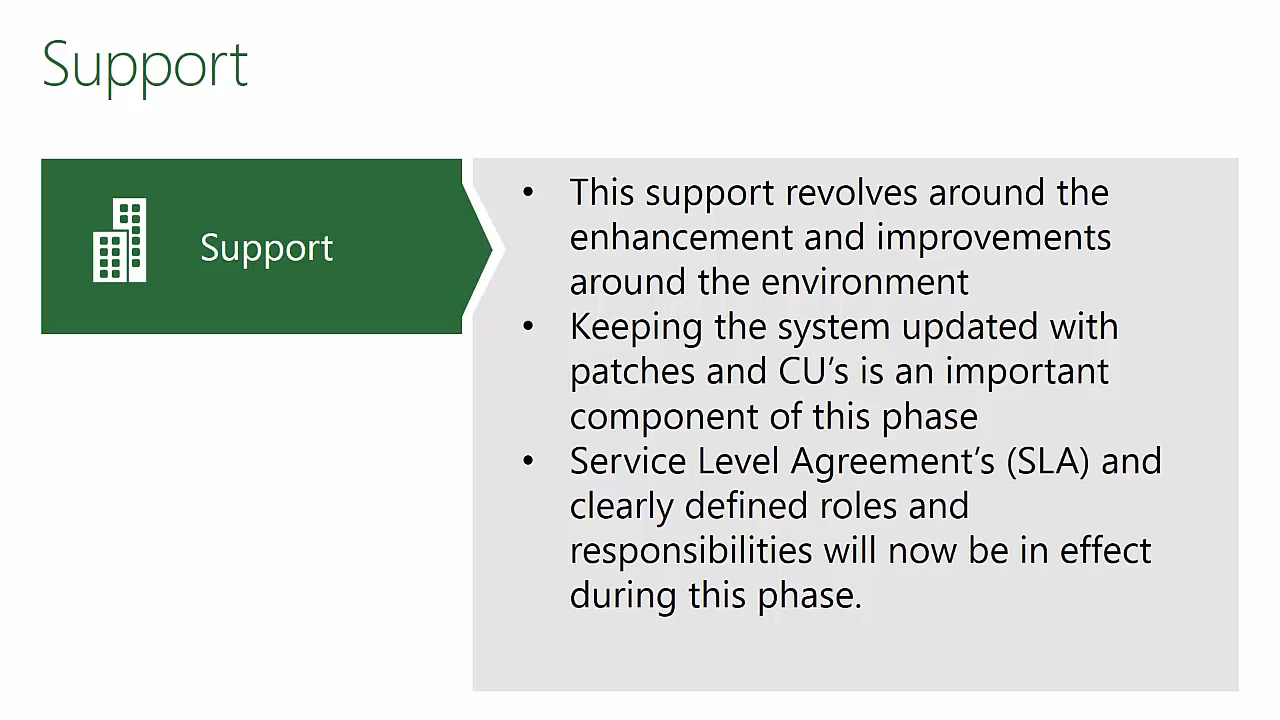 Support
Support
• This support revolves around the
enhancement and improvements
around the environment
• Keeping the system updated with
patches and CU’s is an important
component of this phase
• Service Level Agreement’s (SLA) and
clearly defined roles and
responsibilities will now be in effect
during this phase.